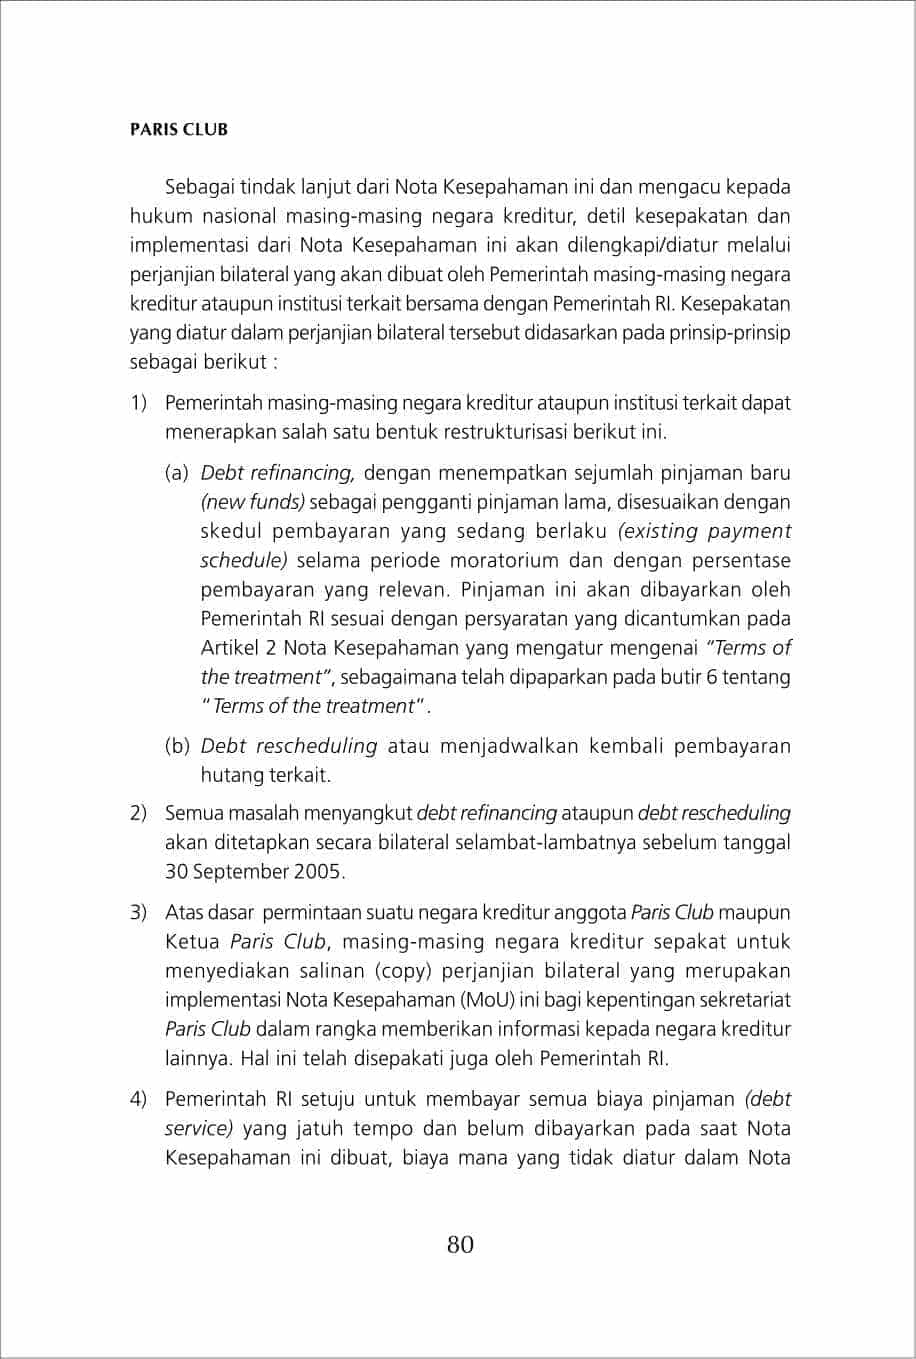 PARIS CLUB
Sebagai tindak lanjut dari Nota Kesepahaman ini dan mengacu kepada
hukum nasional masing-masing negara kreditur, detil kesepakatan dan
implementasi dari Nota Kesepahaman ini akan dilengkapi/diatur melalui
perjanjian bilateral yang akan dibuat oleh Pemerintah masing-masing negara
kreditur ataupun institusi terkait bersama dengan Pemerintah RI. Kesepakatan
yang diatur dalam perjanjian bilateral tersebut didasarkan pada prinsip-prinsip
sebagai berikut :
1) Pemerintah masing-masing negara kreditur ataupun institusi terkait dapat
menerapkan salah satu bentuk restrukturisasi berikut ini.
(a) Debt refinancing, dengan menempatkan sejumlah pinjaman baru
(new funds) sebagai pengganti pinjaman lama, disesuaikan dengan
skedul pembayaran yang sedang berlaku (existing payment
schedule) selama periode moratorium dan dengan persentase
pembayaran yang relevan. Pinjaman ini akan dibayarkan oleh
Pemerintah RI sesuai dengan persyaratan yang dicantumkan pada
Artikel 2 Nota Kesepahaman yang mengatur mengenai “Terms of
the treatment”, sebagaimana telah dipaparkan pada butir 6 tentang
“Terms of the treatment“.
(b) Debt rescheduling atau menjadwalkan kembali pembayaran
hutang terkait.
2) Semua masalah menyangkut debt refinancing ataupun debt rescheduling
akan ditetapkan secara bilateral selambat-lambatnya sebelum tanggal
30 September 2005.
3) Atas dasar permintaan suatu negara kreditur anggota Paris Club maupun
Ketua Paris Club, masing-masing negara kreditur sepakat untuk
menyediakan salinan (copy) perjanjian bilateral yang merupakan
implementasi Nota Kesepahaman (MoU) ini bagi kepentingan sekretariat
Paris Club dalam rangka memberikan informasi kepada negara kreditur
lainnya. Hal ini telah disepakati juga oleh Pemerintah RI.
4) Pemerintah RI setuju untuk membayar semua biaya pinjaman (debt
service) yang jatuh tempo dan belum dibayarkan pada saat Nota
Kesepahaman ini dibuat, biaya mana yang tidak diatur dalam Nota
80